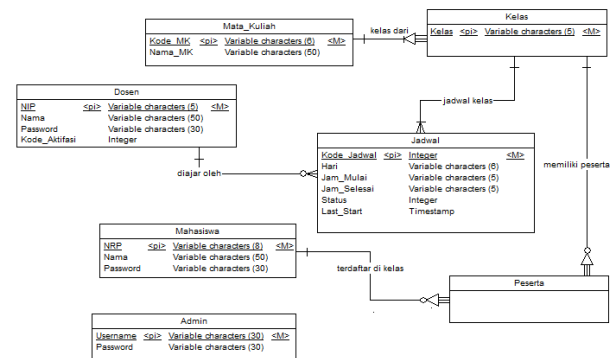 Mata_Kuliah
Kode_MK <pi> Variable characters (6) <M>
Nama_MK Variable characters (50)
kelas dari
Kelas
Kelas <pi> Variable characters (5) <M>
Dosen
NIP <pi> Variable characters (5) <M>
Nama Variable characters (50)
Password Variable characters (30)
Kode_Aktifasi Integer
jadwal kelas
diajar oleh
Jadwal
Kode_Jadwal <pi> Integer <M>
Hari Variable characters (6)
Jam_Mulai Variable characters (5)
Jam_Selesai Variable characters (5)
Status Integer
Last_Start Timestamp
memiliki peserta
Mahasiswa
NRP <pi> Variable characters (8) <M>
Nama Variable characters (50)
Password Variable characters (30)
terdaftar di kelas
Peserta
Admin
Username <pi> Variable characters (30) <M>
Password Variable characters (30)